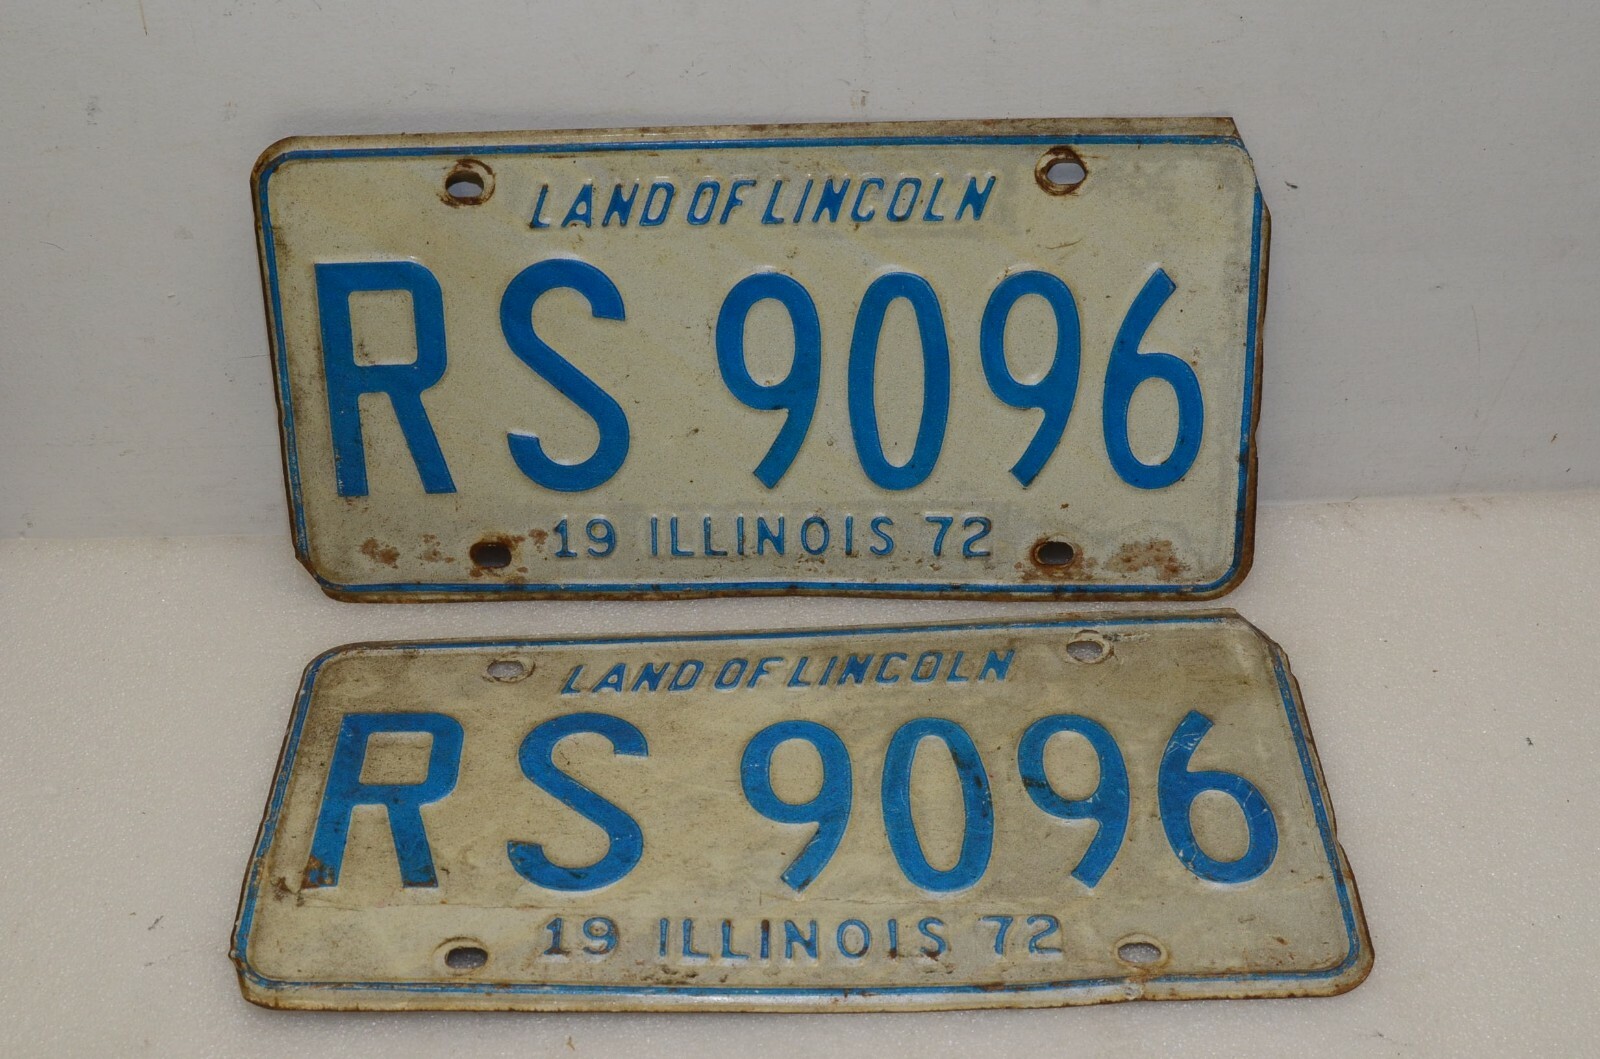 LAND OF LINCOLN
RS 9096
19 ILLINOIS 72
LAND OF LINCOLN
RS 9096
19 ILLINOIS 72